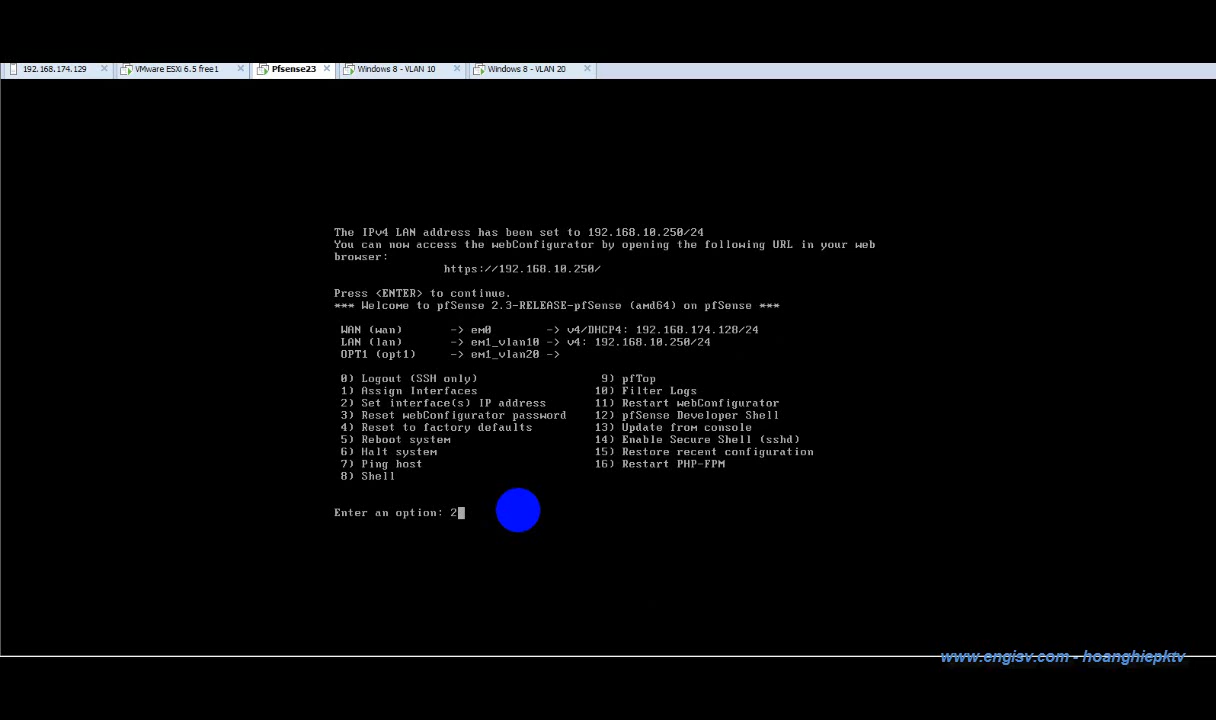 192.168.174.129 VMware ESXi 6.5 free1 Pfsense23 Windows 8 - VLAN 10 Windows 8 - VLAN 20
The IPv4 LAN address has been set to 192.168.10.250/24
You can now access the webConfigurator by opening the following URL in your web
browser:
https://192.168.10.250/
Press <ENTER> to continue.
*** Welcome to pfSense 2.3-RELEASE-pfSense (amd64) on pfSense ***
WAN (wan) -> em0 -> v4/DHCP4: 192.168.174.128/24
LAN (lan) -> em1_vlan10 -> v4: 192.168.10.250/24
OPT1 (opt1) -> em1_vlan20 ->
0) Logout (SSH only) 9) pfTop
1) Assign Interfaces 10) Filter Logs
2) Set interface(s) IP address 11) Restart webConfigurator
3) Reset webConfigurator password 12) pfSense Developer Shell
4) Reset to factory defaults 13) Update from console
5) Reboot system 14) Enable Secure Shell (sshd)
6) Halt system 15) Restore recent configuration
7) Ping host 16) Restart PHP-FPM
8) Shell
Enter an option: 2
www.engisv.com - hoanghiepktv